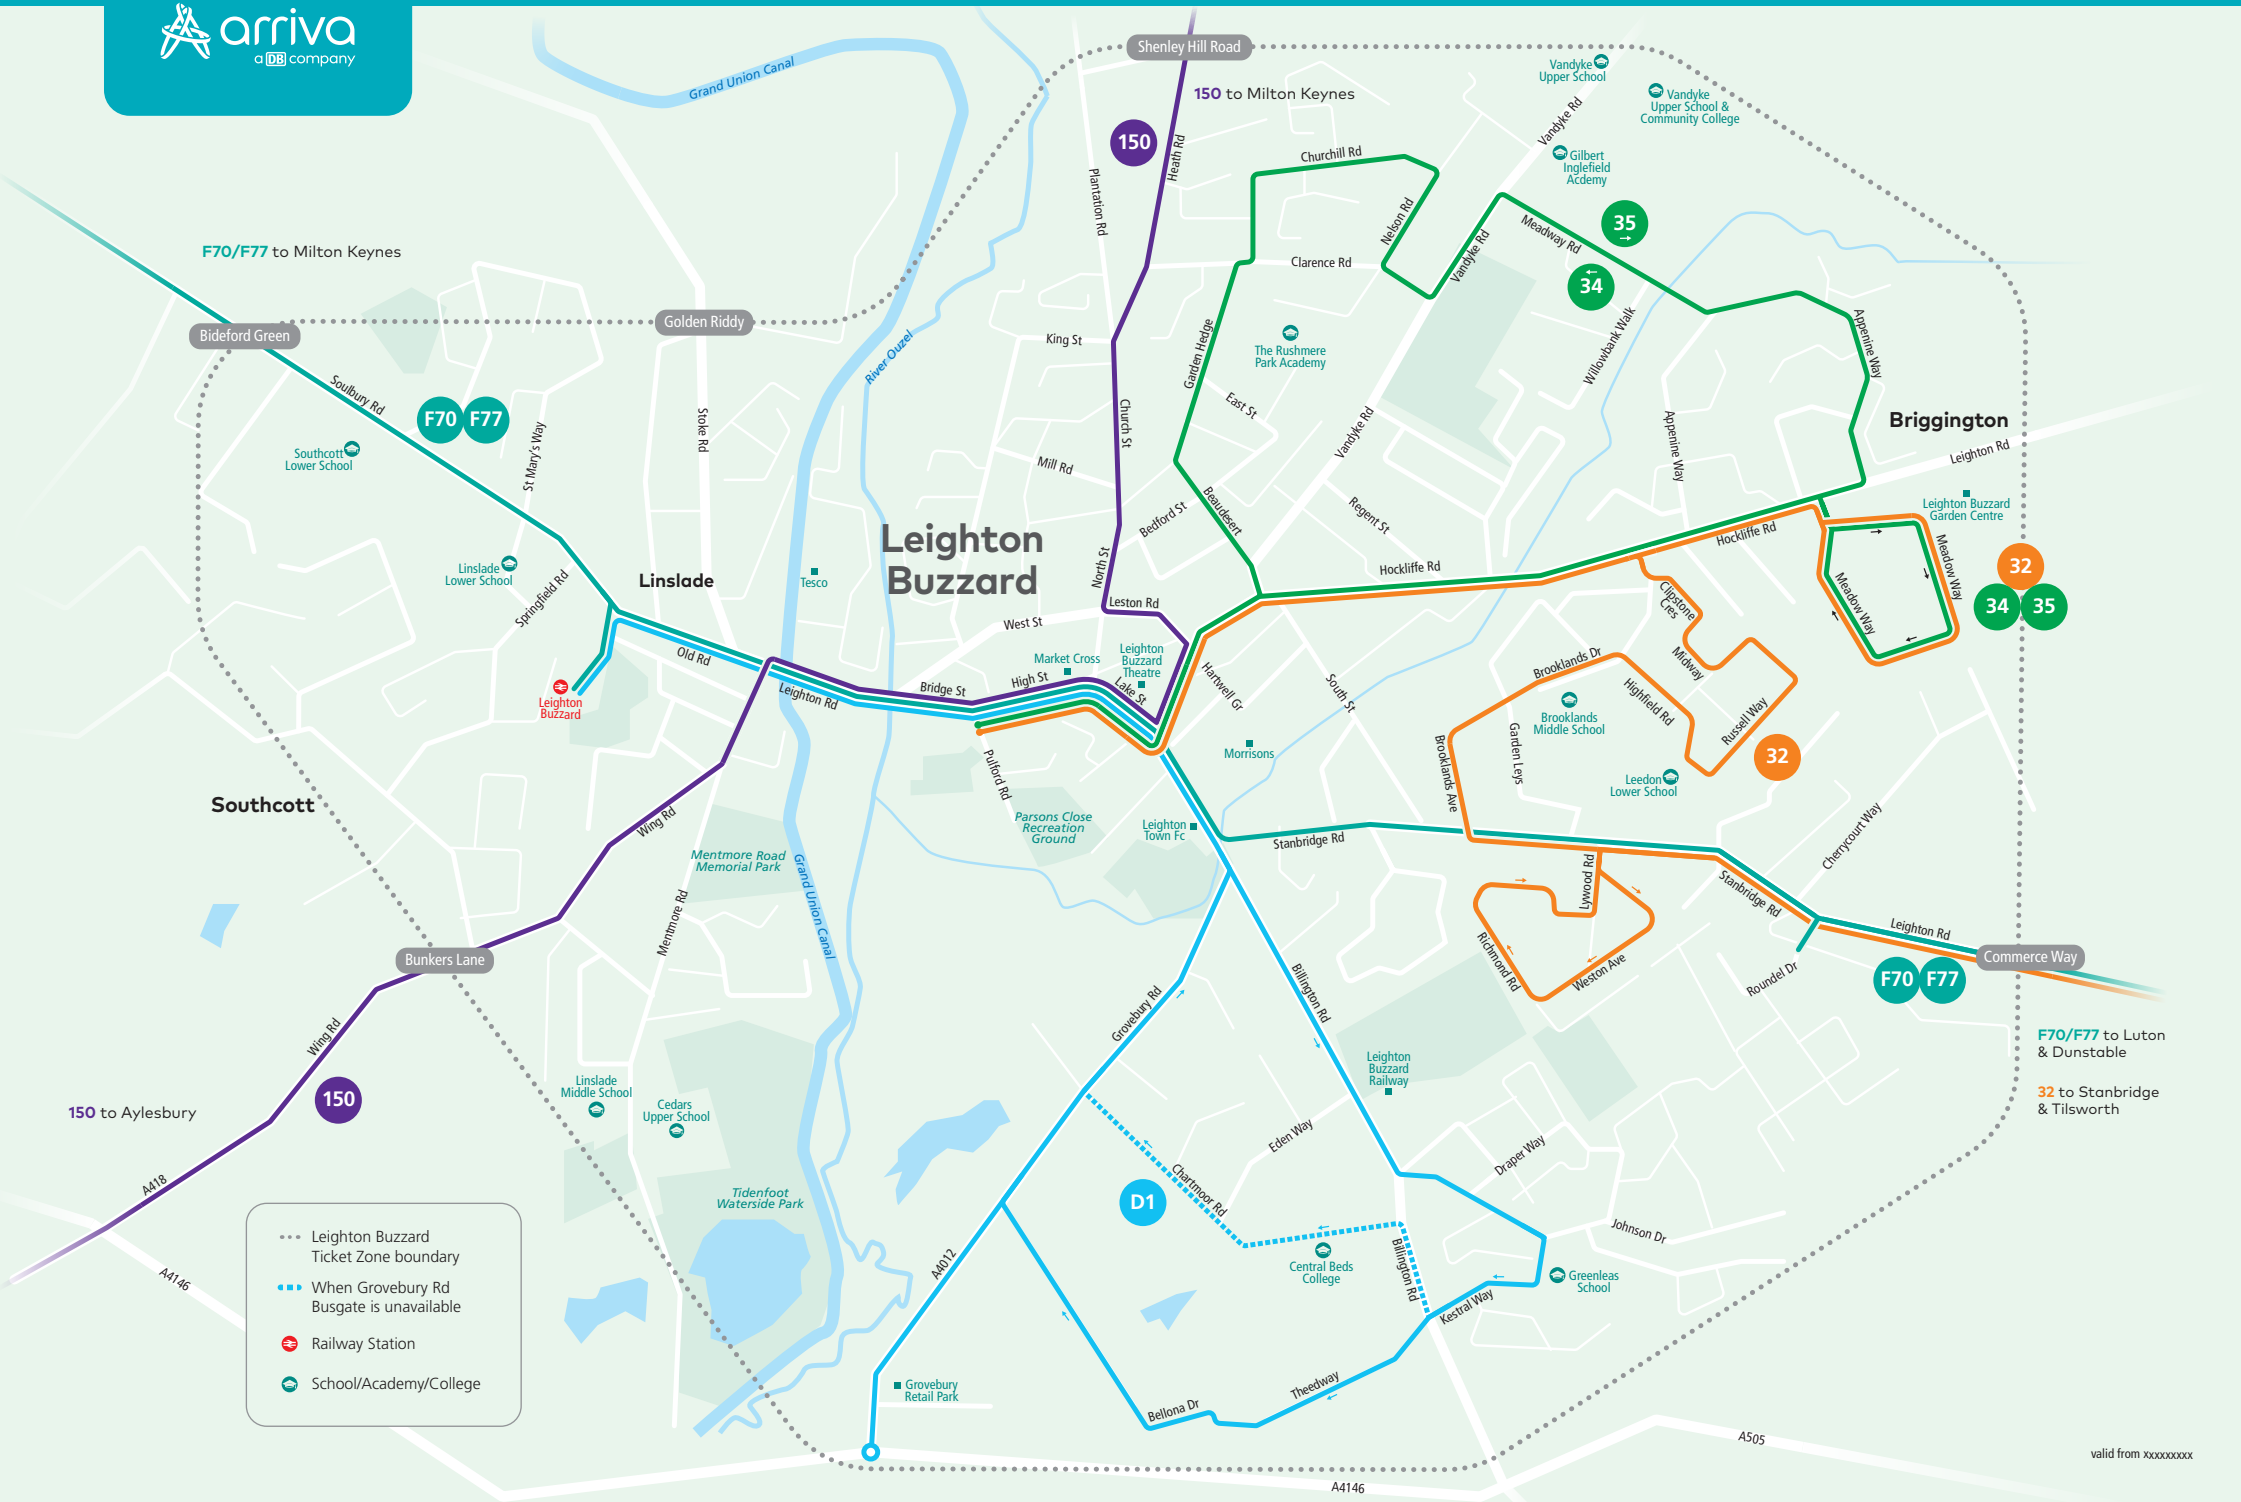 arriva
a DB company
Shenley Hill Road
150 to Milton Keynes
150
Grand Union Canal
Heath Rd
Plantation Rd
Churchill Rd
Nelson Rd
Clarence Rd
Vandyke Rd
Vandyke
Upper School
Vandyke
Upper School &
Community College
Vandyke Rd
Gilbert
Inglefield
Acdemy
35
34
Meadway Rd
F70/F77 to Milton Keynes
Bideford Green
Golden Riddy
River Ouzel
King St
Garden Hedge
The Rushmere
Park Academy
Willowbank Walk
Appenine Way
Soulbury Rd
F70
F77
Stoke Rd
St Mary's Way
Southcott
Lower School
Church St
Mill Rd
East St
Vandyke Rd
Appenine Way
Briggington
Leighton Rd
Leighton Buzzard
Garden Centre
Bedford St
Beaudesert
Regent St
Leighton
Buzzard
North St
Hockliffe Rd
Hockliffe Rd
Meadow Way
Meadow Way
32
34
35
Linslade
Lower School
Springfield Rd
Linslade
Tesco
Leston Rd
West St
Market Cross
Leighton
Buzzard
Theatre
Clipstone
Cres
Midway
Old Rd
Leighton Rd
Bridge St
High St
Lake St
Hartwell Gr
South St
Brooklands Dr
Highfield Rd
Russell Way
Brooklands
Middle School
Leighton
Buzzard
Morrisons
Garden Leys
Brooklands Ave
Leedon
Lower School
32
Pulford Rd
Southcott
Wing Rd
Parsons Close
Recreation
Ground
Leighton
Town Fc
Stanbridge Rd
Mentmore Road
Memorial Park
Grand Union Canal
Lywood Rd
Cherrycourt Way
Stanbridge Rd
Mentmore Rd
Richmond Rd
Weston Ave
Leighton Rd
Commerce Way
Bunkers Lane
Roundel Dr
F70
F77
Grovebury Rd
Billington Rd
F70/F77 to Luton
& Dunstable
32 to Stanbridge
& Tilsworth
Wing Rd
150
150 to Aylesbury
Linslade
Middle School
Cedars
Upper School
Leighton
Buzzard
Railway
Eden Way
Draper Way
A418
Tidenfoot
Waterside Park
Chartmoor Rd
D1
Johnson Dr
A4146
A4012
Central Beds
College
Billington Rd
Greenleas
School
Kestral Way
Leighton Buzzard
Ticket Zone boundary
When Grovebury Rd
Busgate is unavailable
Railway Station
School/Academy/College
Grovebury
Retail Park
Theedway
Bellona Dr
A505
A4146
valid from xxxxxxxxx